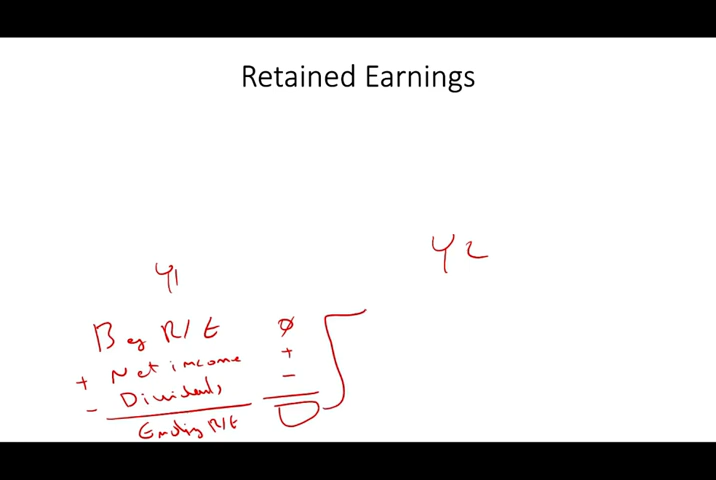 Retained Earnings
Y2
Y1
Beg R/E Ø
+ Net income +
- Dividends -
Ending R/E